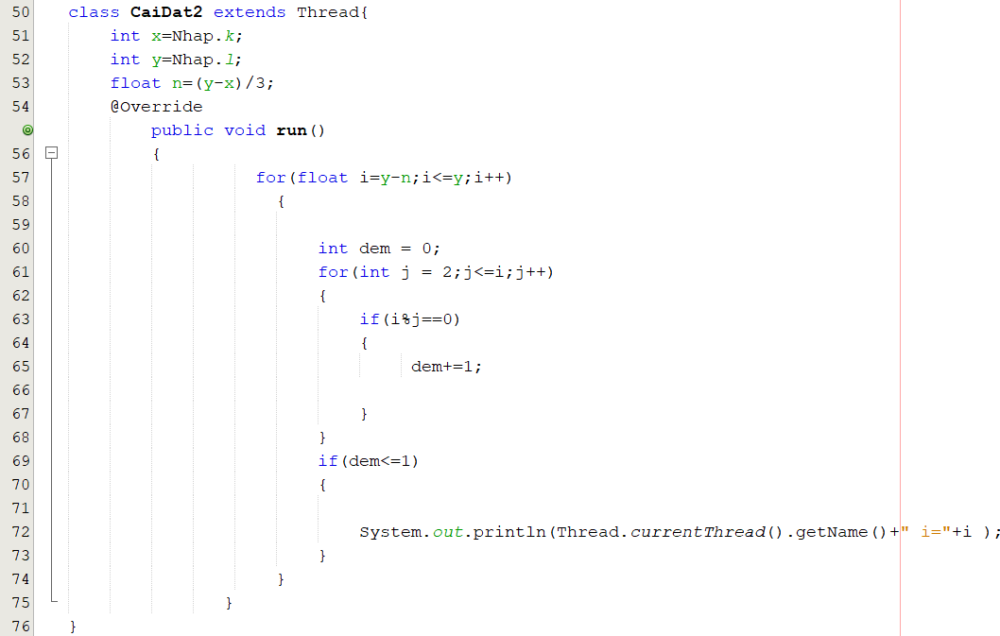 50 class CaiDat2 extends Thread{
51     int x=Nhap.k;
52     int y=Nhap.l;
53     float n=(y-x)/3;
54     @Override
        public void run()
56         {
57                   for(float i=y-n;i<=y;i++)
58                     {
59
60                         int dem = 0;
61                         for(int j = 2;j<=i;j++)
62                         {
63                             if(i%j==0)
64                             {
65                                  dem+=1;
66
67                             }
68                         }
69                         if(dem<=1)
70                         {
71
72                             System.out.println(Thread.currentThread().getName()+" i="+i );
73                         }
74                     }
75                }
76 }